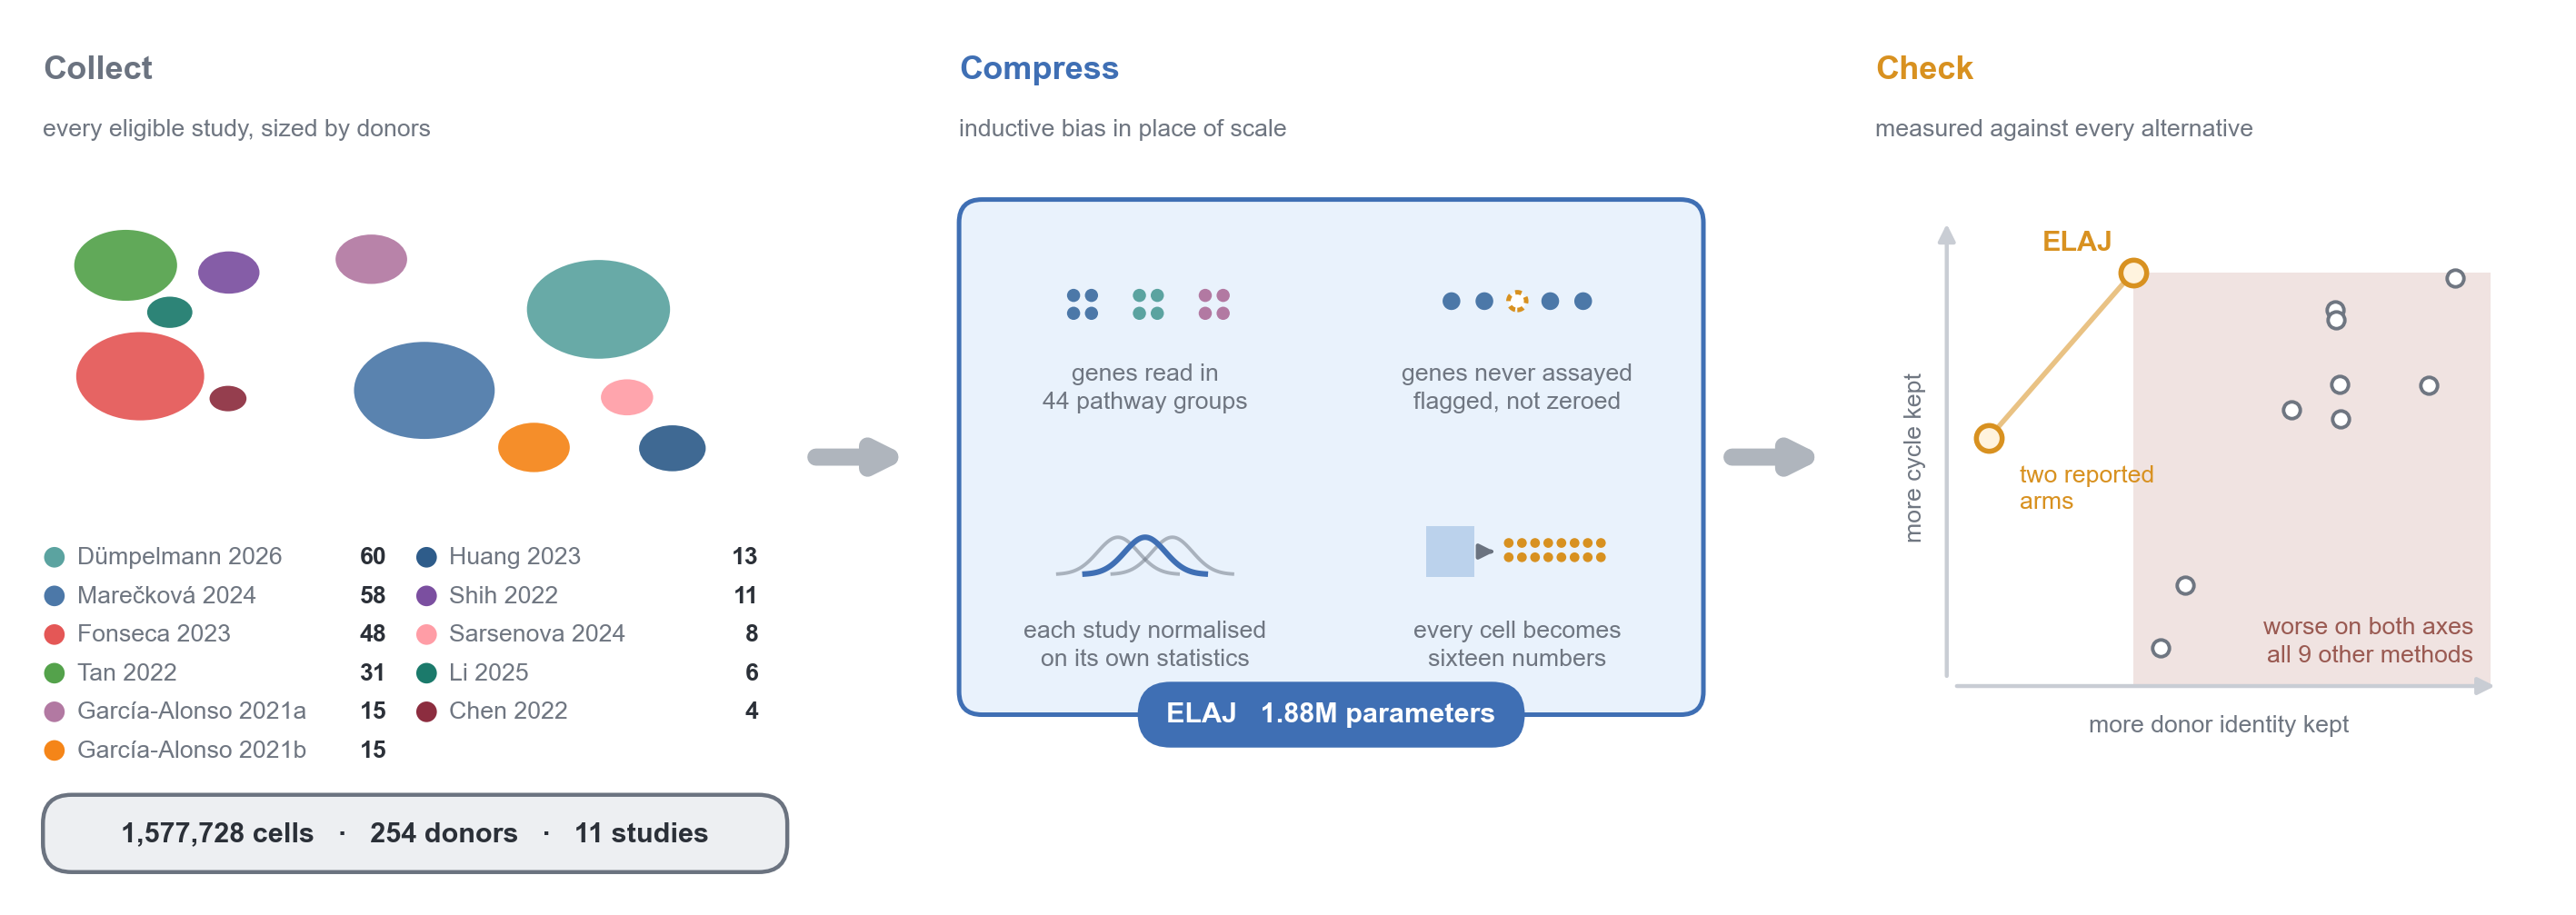 Collect
every eligible study, sized by donors
Dümpelmann 2026 60
Marečková 2024 58
Fonseca 2023 48
Tan 2022 31
García-Alonso 2021a 15
García-Alonso 2021b 15
Huang 2023 13
Shih 2022 11
Sarsenova 2024 8
Li 2025 6
Chen 2022 4
1,577,728 cells · 254 donors · 11 studies
Compress
inductive bias in place of scale
genes read in
44 pathway groups
genes never assayed
flagged, not zeroed
each study normalised
on its own statistics
every cell becomes
sixteen numbers
ELAJ 1.88M parameters
Check
measured against every alternative
more cycle kept
ELAJ
two reported
arms
worse on both axes
all 9 other methods
more donor identity kept